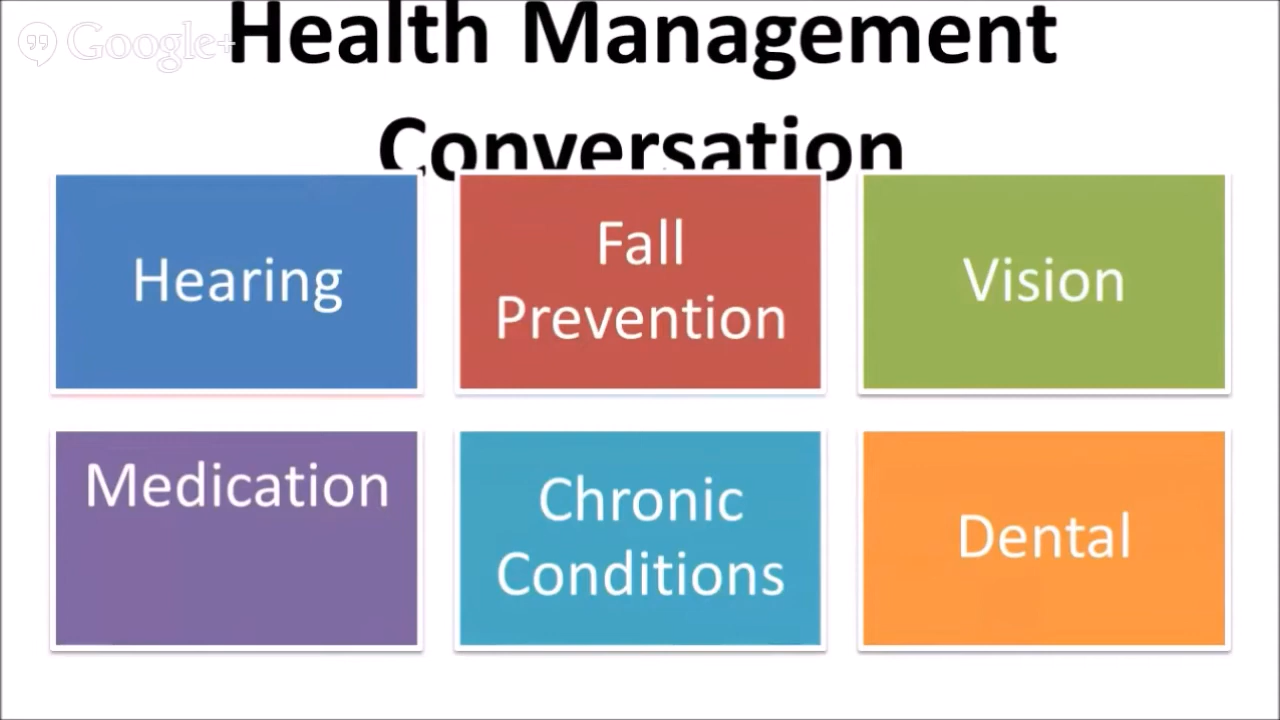 Google+
Health Management
Conversation
Hearing
Fall
Prevention
Vision
Medication
Chronic
Conditions
Dental